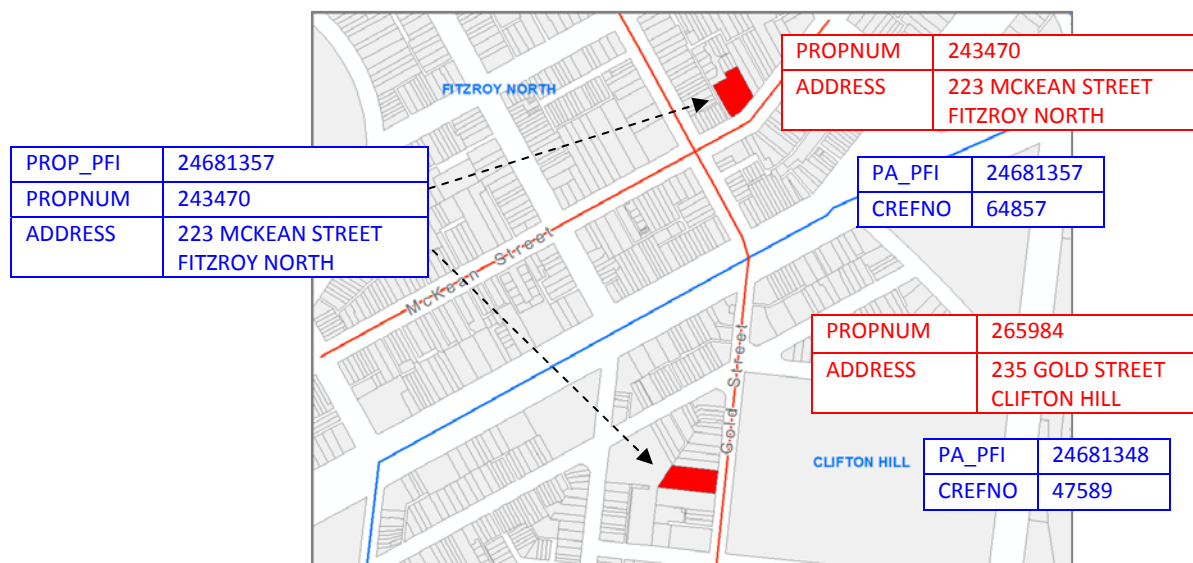 PROPNUM 243470
ADDRESS 223 MCKEAN STREET
FITZROY NORTH
FITZROY NORTH
PROP_PFI 24681357
PROPNUM 243470
ADDRESS 223 MCKEAN STREET
FITZROY NORTH
PA_PFI 24681357
CREFNO 64857
McKean Street
PROPNUM 265984
ADDRESS 235 GOLD STREET
CLIFTON HILL
Gold Street
CLIFTON HILL
PA_PFI 24681348
CREFNO 47589